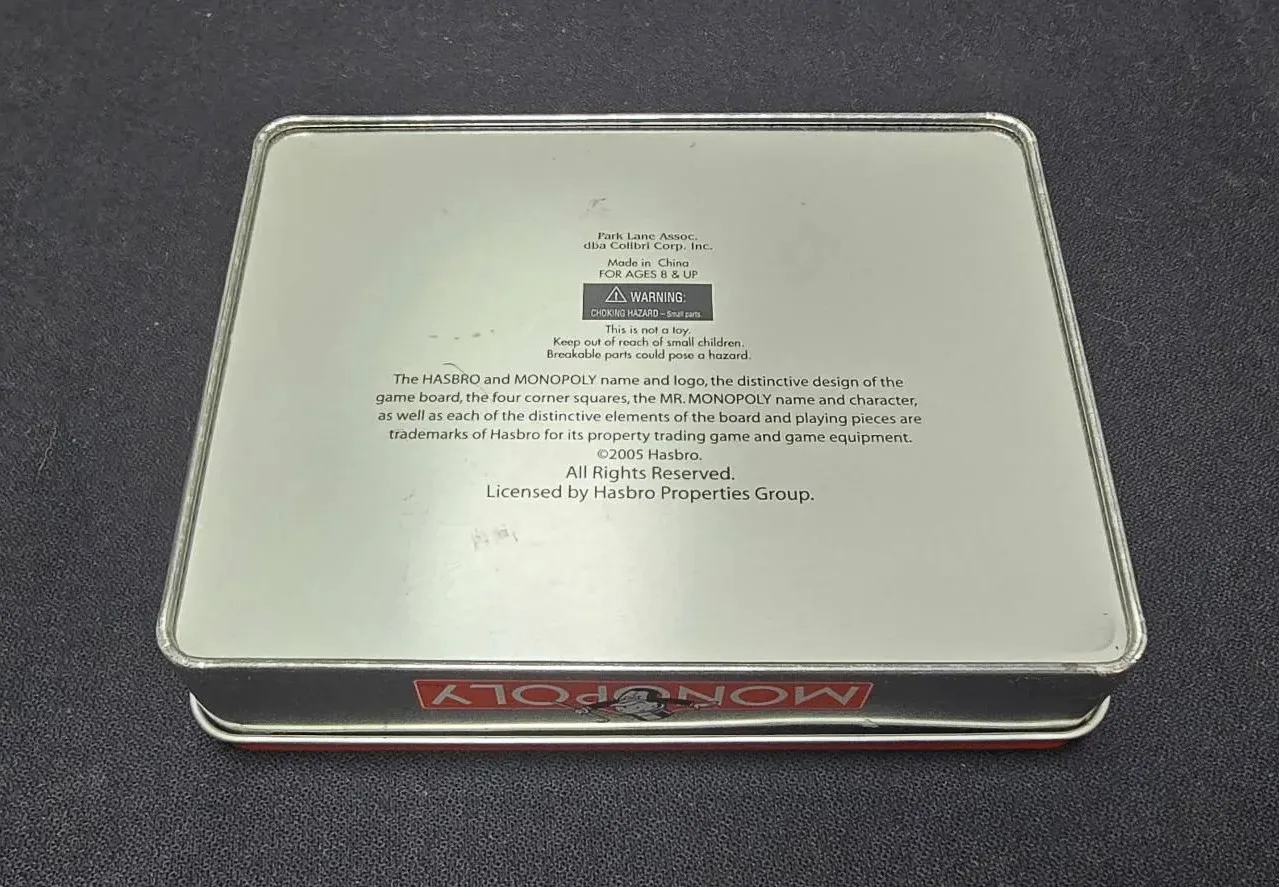 Park Lane Assoc.
dba Colibri Corp. Inc.
Made in China
FOR AGES 8 & UP
⚠ WARNING:
CHOKING HAZARD – Small parts.
This is not a toy.
Keep out of reach of small children.
Breakable parts could pose a hazard.
The HASBRO and MONOPOLY name and logo, the distinctive design of the
game board, the four corner squares, the MR. MONOPOLY name and character,
as well as each of the distinctive elements of the board and playing pieces are
trademarks of Hasbro for its property trading game and game equipment.
©2005 Hasbro.
All Rights Reserved.
Licensed by Hasbro Properties Group.
MONOPOLY